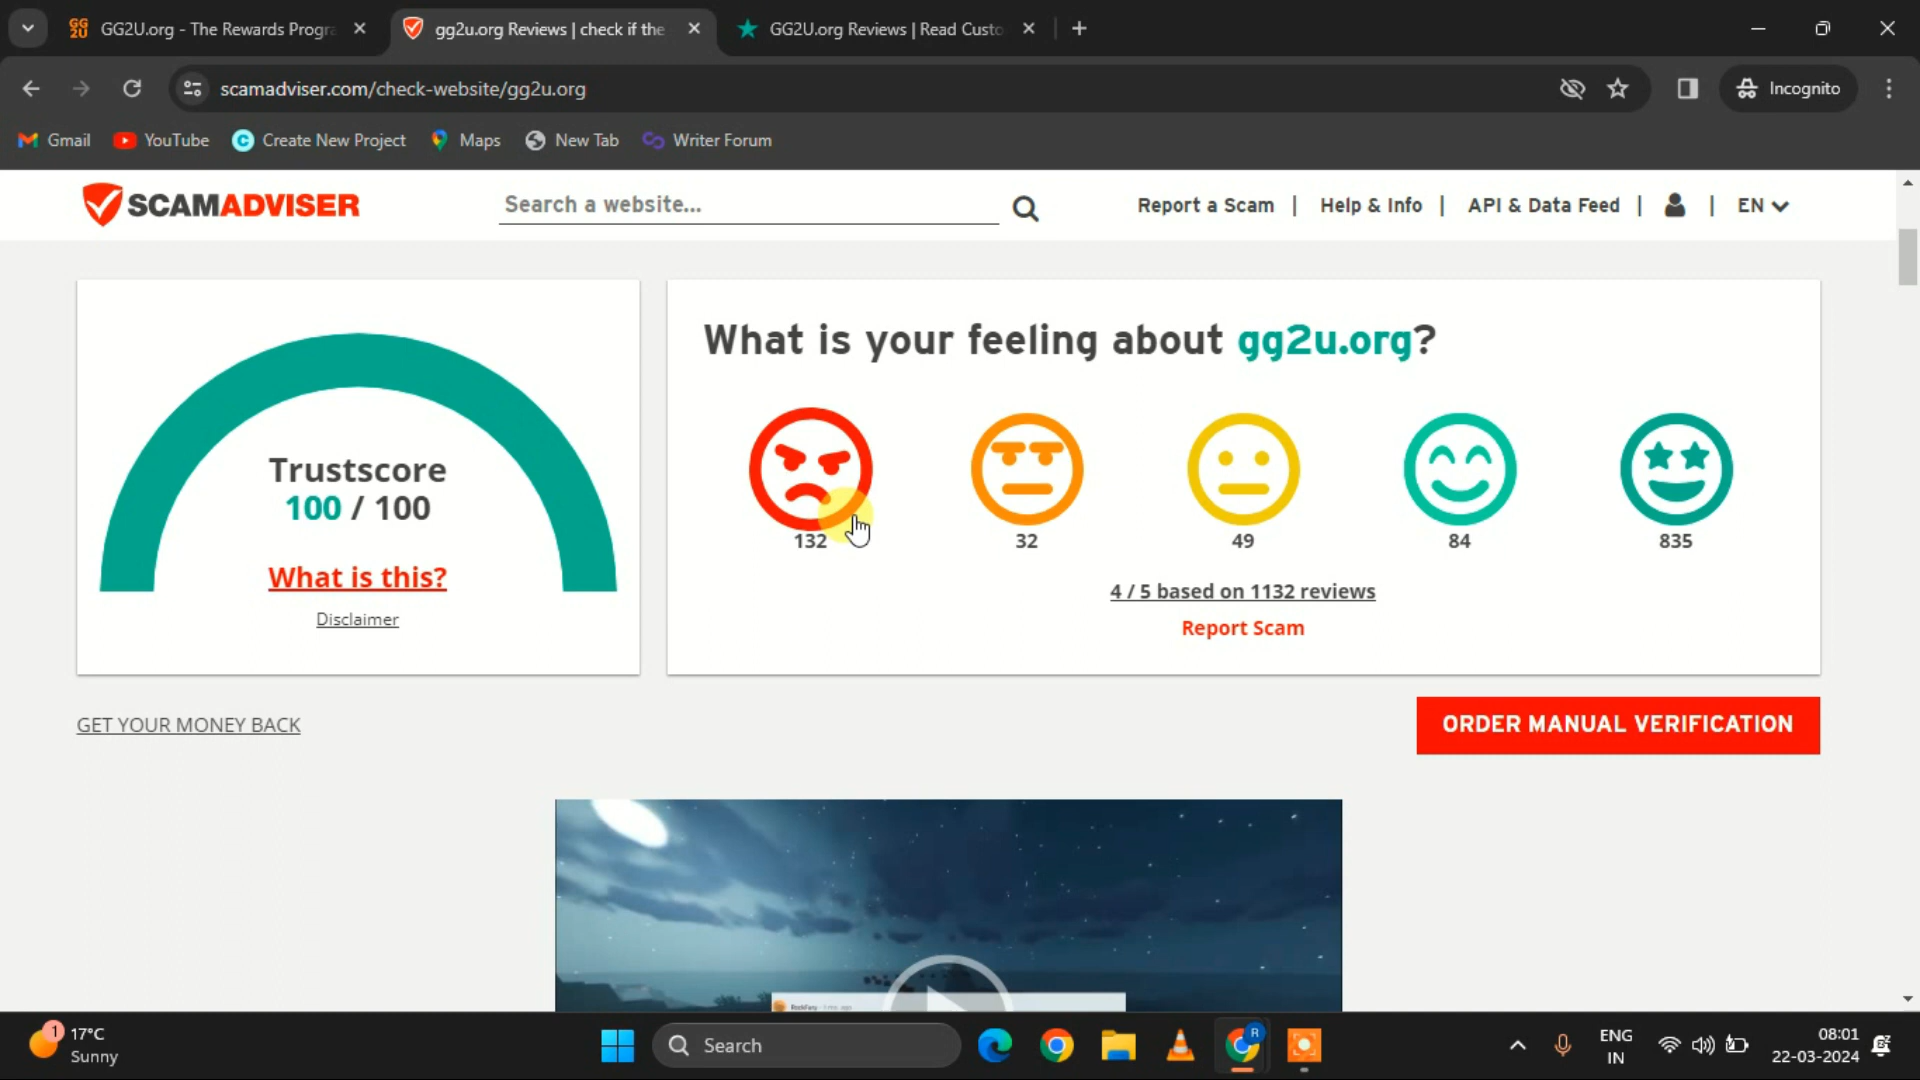 GG2U.org - The Rewards Progra
gg2u.org Reviews | check if the
GG2U.org Reviews | Read Custo
scamadviser.com/check-website/gg2u.org
Incognito
Gmail
YouTube
Create New Project
Maps
New Tab
Writer Forum
SCAMADVISER
Search a website...
Report a Scam |
Help & Info |
API & Data Feed |
|
EN
Trustscore
100 / 100
What is this?
Disclaimer
What is your feeling about gg2u.org?
132
32
49
84
835
4 / 5 based on 1132 reviews
Report Scam
GET YOUR MONEY BACK
ORDER MANUAL VERIFICATION
1
17°C
Sunny
Search
R
ENG
IN
08:01
22-03-2024